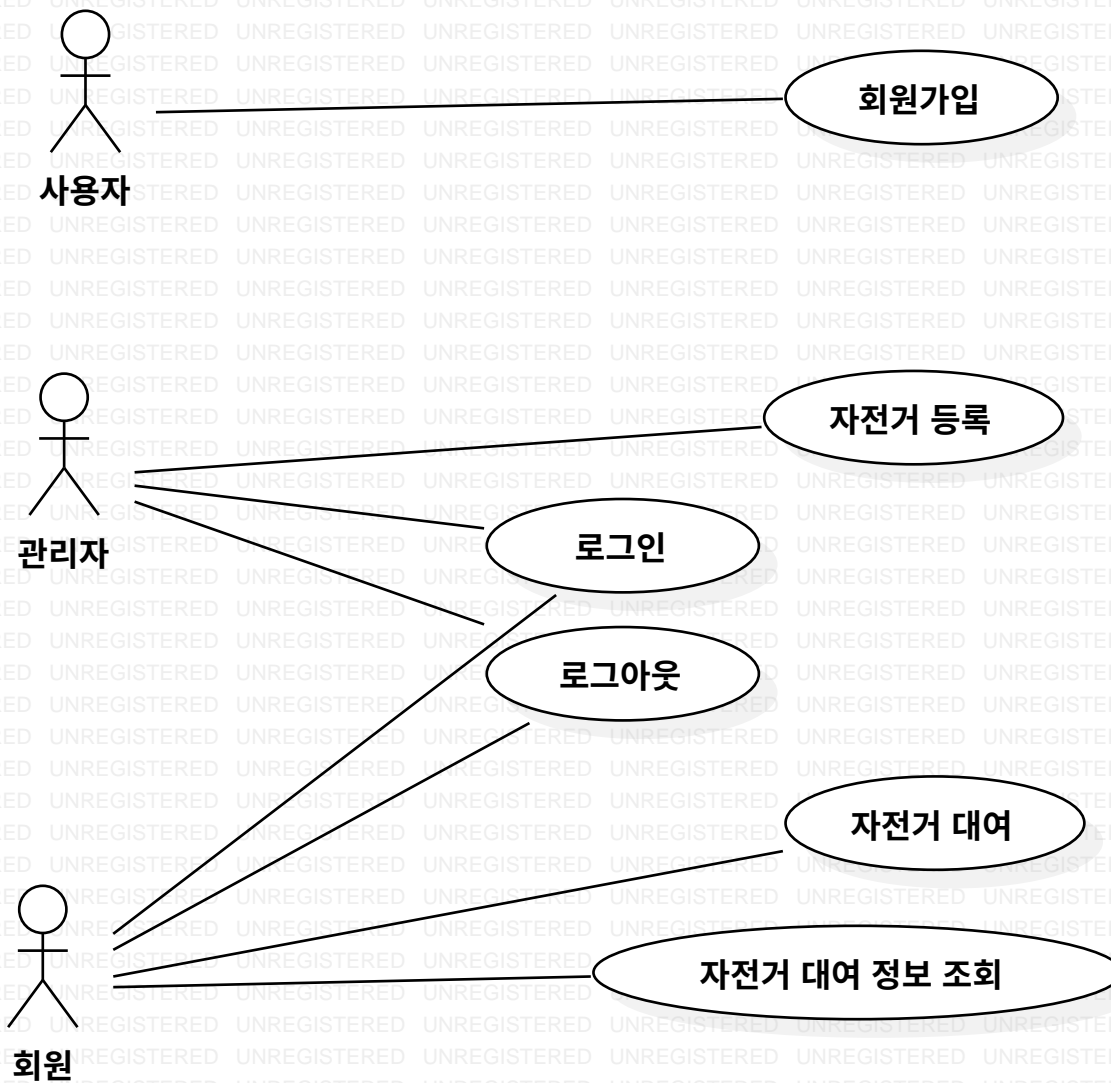 회원가입
사용자
자전거 등록
관리자
로그인
로그아웃
자전거 대여
자전거 대여 정보 조회
회원
UNREGISTERED